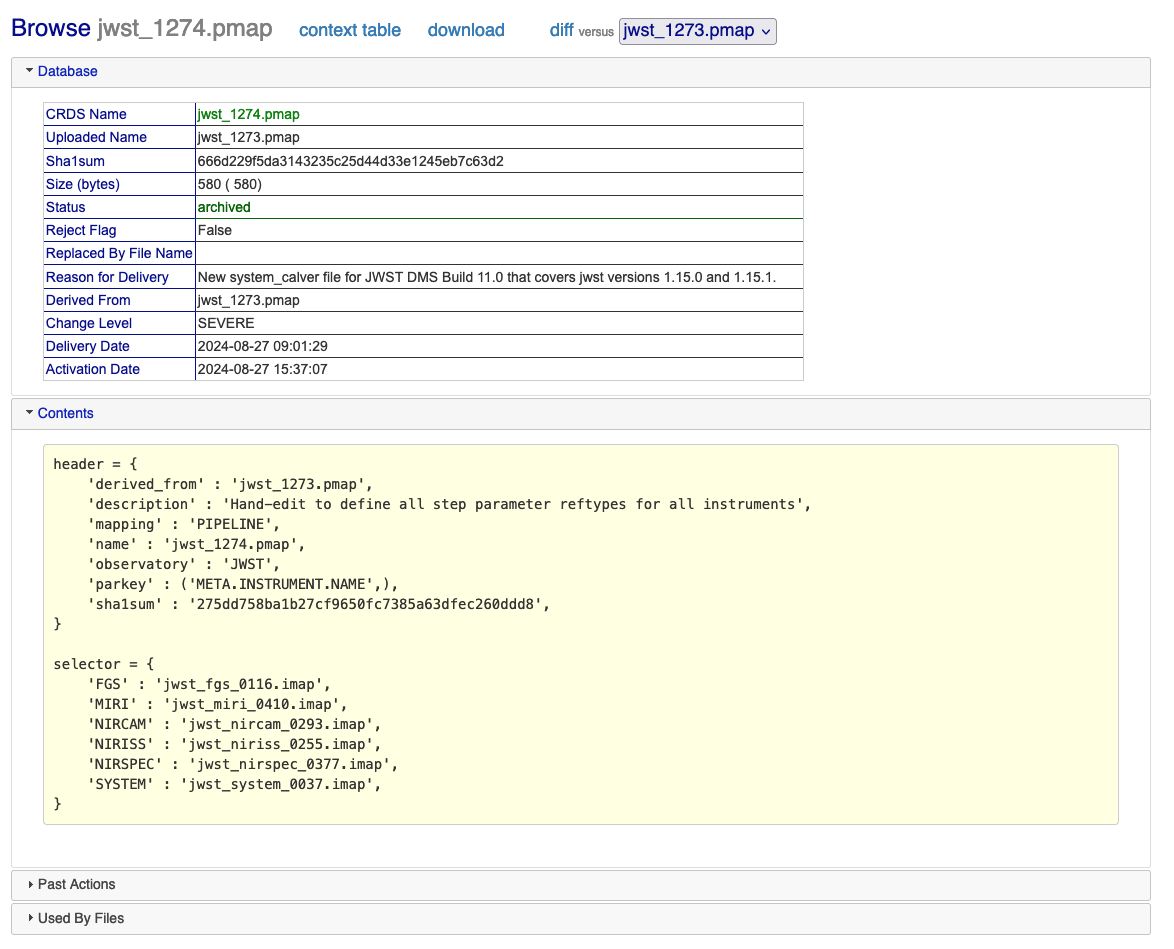 Browse jwst_1274.pmap context table download diff versus jwst_1273.pmap
Database
CRDS Name jwst_1274.pmap
Uploaded Name jwst_1273.pmap
Sha1sum 666d229f5da3143235c25d44d33e1245eb7c63d2
Size (bytes) 580 ( 580)
Status archived
Reject Flag False
Replaced By File Name
Reason for Delivery New system_calver file for JWST DMS Build 11.0 that covers jwst versions 1.15.0 and 1.15.1.
Derived From jwst_1273.pmap
Change Level SEVERE
Delivery Date 2024-08-27 09:01:29
Activation Date 2024-08-27 15:37:07
Contents
header = {
    'derived_from' : 'jwst_1273.pmap',
    'description' : 'Hand-edit to define all step parameter reftypes for all instruments',
    'mapping' : 'PIPELINE',
    'name' : 'jwst_1274.pmap',
    'observatory' : 'JWST',
    'parkey' : ('META.INSTRUMENT.NAME',),
    'sha1sum' : '275dd758ba1b27cf9650fc7385a63dfec260ddd8',
}
selector = {
    'FGS' : 'jwst_fgs_0116.imap',
    'MIRI' : 'jwst_miri_0410.imap',
    'NIRCAM' : 'jwst_nircam_0293.imap',
    'NIRISS' : 'jwst_niriss_0255.imap',
    'NIRSPEC' : 'jwst_nirspec_0377.imap',
    'SYSTEM' : 'jwst_system_0037.imap',
}
Past Actions
Used By Files